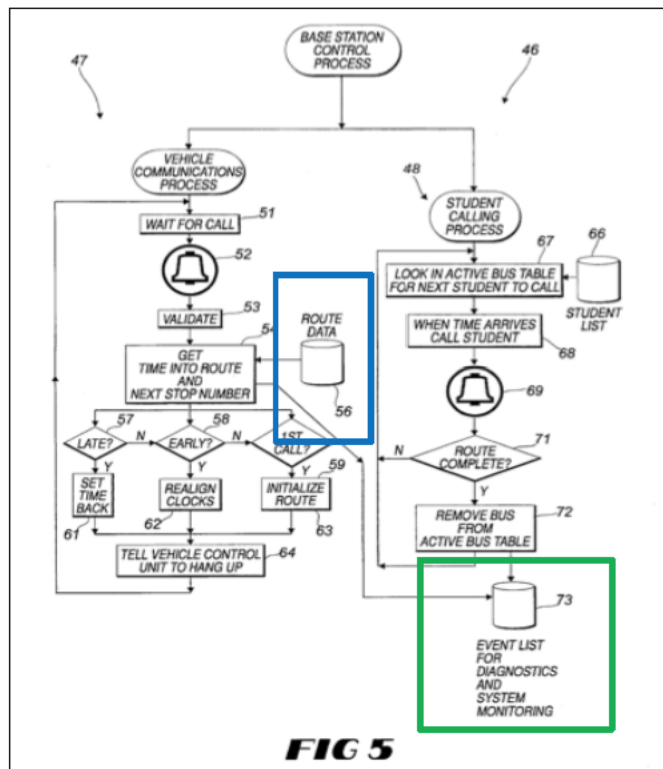 BASE STATION
CONTROL
PROCESS
47
46
VEHICLE
COMMUNICATIONS
PROCESS
48
STUDENT
CALLING
PROCESS
WAIT FOR CALL
51
52
VALIDATE
53
54
GET
TIME INTO ROUTE
AND
NEXT STOP NUMBER
ROUTE
DATA
56
57
LATE?
N
58
EARLY?
N
1ST
CALL?
Y
Y
Y
59
SET
TIME
BACK
61
REALIGN
CLOCKS
62
INITIALIZE
ROUTE
63
TELL VEHICLE CONTROL
UNIT TO HANG UP
64
67
66
LOOK IN ACTIVE BUS TABLE
FOR NEXT STUDENT TO CALL
STUDENT
LIST
WHEN TIME ARRIVES
CALL STUDENT
68
69
N
ROUTE
COMPLETE?
71
Y
REMOVE BUS
FROM
ACTIVE BUS TABLE
72
73
EVENT LIST
FOR
DIAGNOSTICS
AND
SYSTEM
MONITORING
FIG 5